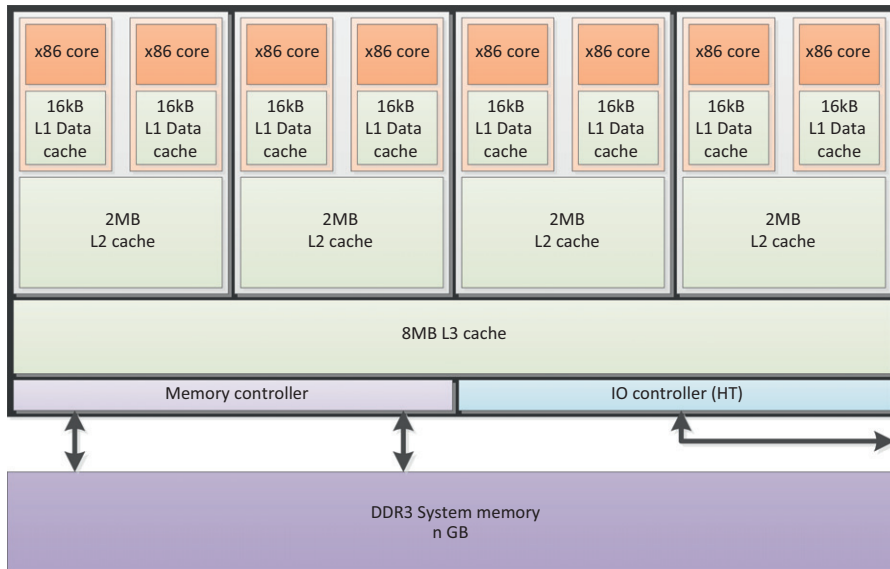 x86 core
x86 core
x86 core
x86 core
x86 core
x86 core
x86 core
x86 core
16kB
L1 Data
cache
16kB
L1 Data
cache
16kB
L1 Data
cache
16kB
L1 Data
cache
16kB
L1 Data
cache
16kB
L1 Data
cache
16kB
L1 Data
cache
16kB
L1 Data
cache
2MB
L2 cache
2MB
L2 cache
2MB
L2 cache
2MB
L2 cache
8MB L3 cache
Memory controller
IO controller (HT)
DDR3 System memory
n GB